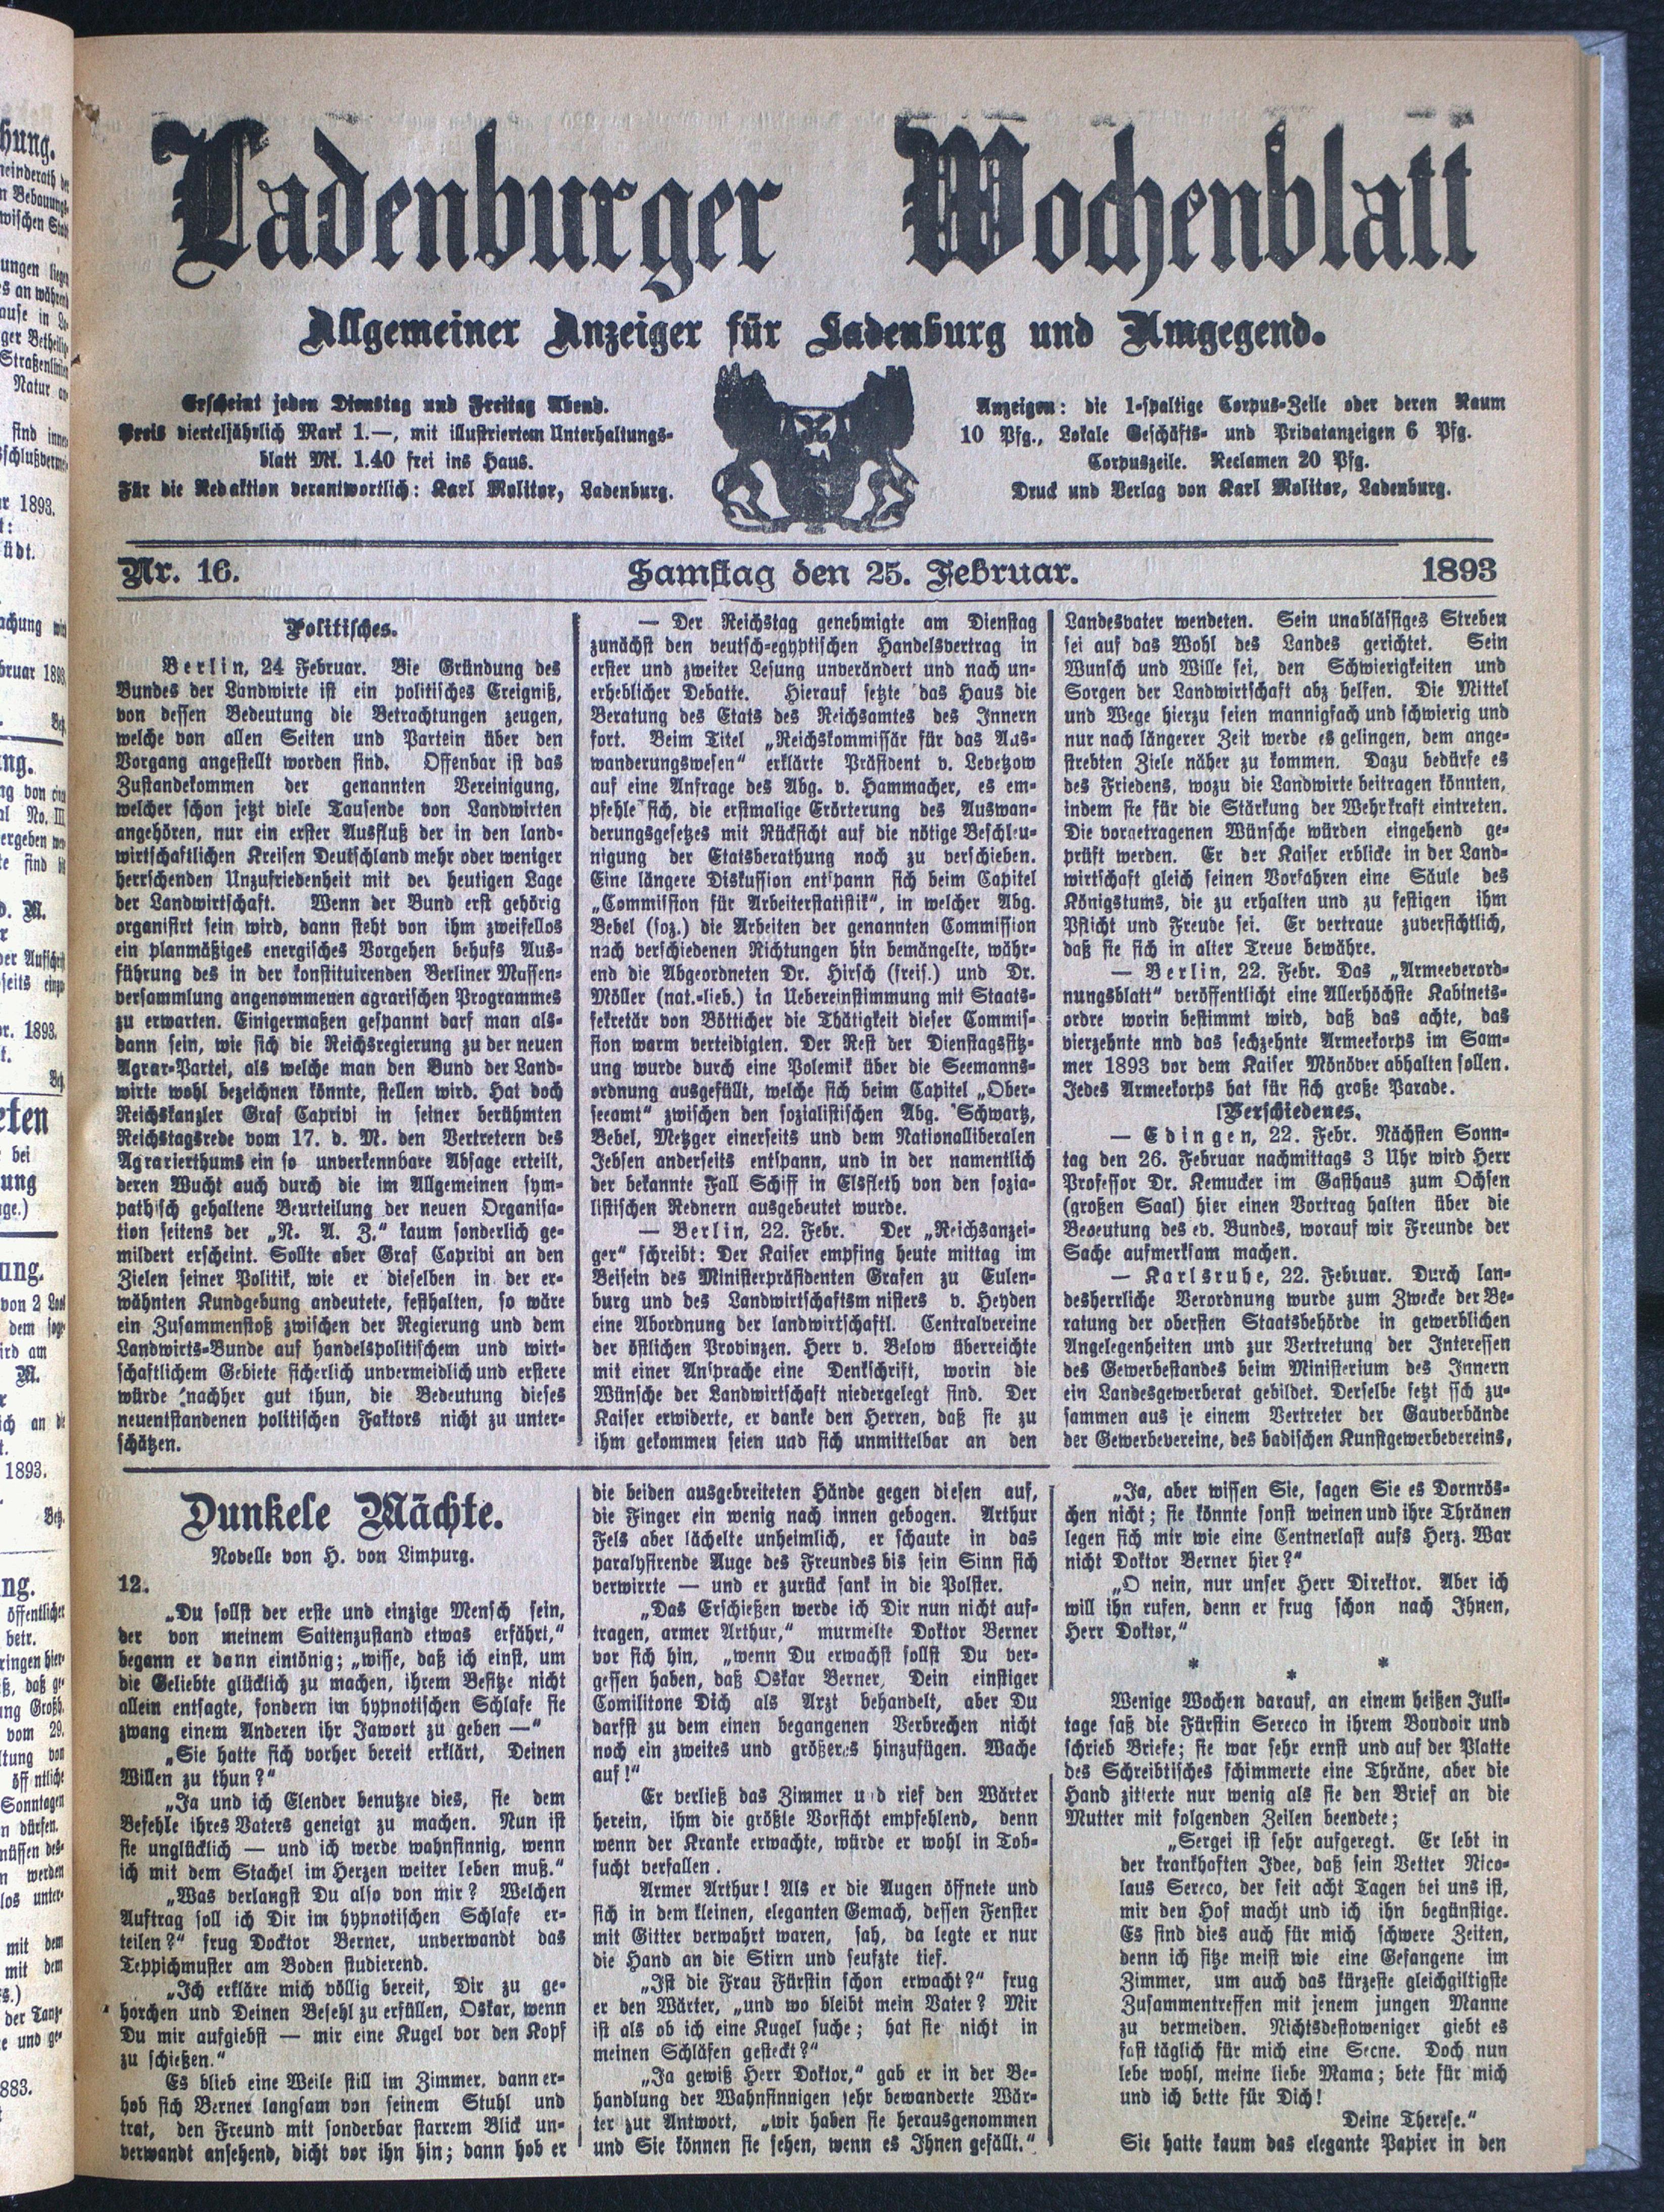 Ladenburger Wochenblatt
Allgemeiner Anzeiger für Ladenburg und Umgegend.
Erscheint jeden Dienstag und Freitag Abend.
Preis vierteljährlich Mark 1.—, mit illustriertem Unterhaltungs-
blatt Mk. 1.40 frei ins Haus.
Für die Redaktion verantwortlich: Karl Molitor, Ladenburg.
Anzeigen: die 1-spaltige Corpus-Zeile oder deren Raum
10 Pfg., Lokale Geschäfts- und Privatanzeigen 6 Pfg.
Corpuszeile. Reclamen 20 Pfg.
Druck und Verlag von Karl Molitor, Ladenburg.
Nr. 16.
Samstag den 25. Februar.
1893
Politisches.
Berlin, 24 Februar. Die Gründung des
Bundes der Landwirte ist ein politisches Ereigniß,
von dessen Bedeutung die Betrachtungen zeugen,
welche von allen Seiten und Partein über den
Vorgang angestellt worden sind. Offenbar ist das
Zustandekommen der genannten Vereinigung,
welcher schon jetzt viele Tausende von Landwirten
angehören, nur ein erster Ausfluß der in den land-
wirtschaftlichen Kreisen Deutschland mehr oder weniger
herrschenden Unzufriedenheit mit der heutigen Lage
der Landwirtschaft. Wenn der Bund erst gehörig
organisirt sein wird, dann steht von ihm zweifellos
ein planmäßiges energisches Vorgehen behufs Aus-
führung des in der konstituirenden Berliner Massen-
versammlung angenommenen agrarischen Programmes
zu erwarten. Einigermaßen gespannt darf man als-
dann sein, wie sich die Reichsregierung zu der neuen
Agrar-Partei, als welche man den Bund der Land-
wirte wohl bezeichnen könnte, stellen wird. Hat doch
Reichskanzler Graf Caprivi in seiner berühmten
Reichstagsrede vom 17. d. M. den Vertretern des
Agrarierthums ein so unverkennbare Absage erteilt,
deren Wucht auch durch die im Allgemeinen sym-
pathisch gehaltene Beurteilung der neuen Organisa-
tion seitens der „N. A. Z.“ kaum sonderlich ge-
mildert erscheint. Sollte aber Graf Caprivi an den
Zielen seiner Politik, wie er dieselben in der er-
wähnten Kundgebung andeutete, festhalten, so wäre
ein Zusammenstoß zwischen der Regierung und dem
Landwirts-Bunde auf handelspolitischem und wirt-
schaftlichem Gebiete sicherlich unvermeidlich und erstere
würde nachher gut thun, die Bedeutung dieses
neuentstandenen politischen Faktors nicht zu unter-
schätzen.
— Der Reichstag genehmigte am Dienstag
zunächst den deutsch-egyptischen Handelsvertrag in
erster und zweiter Lesung unverändert und nach un-
erheblicher Debatte. Hierauf setzte das Haus die
Beratung des Etats des Reichsamtes des Innern
fort. Beim Titel „Reichskommissär für das Aus-
wanderungswesen“ erklärte Präsident v. Levetzow
auf eine Anfrage des Abg. v. Hammacher, es em-
pfehle sich, die erstmalige Erörterung des Auswan-
derungsgesetzes mit Rücksicht auf die nötige Beschleu-
nigung der Etatsberathung noch zu verschieben.
Eine längere Diskussion entspann sich beim Capitel
„Commission für Arbeiterstatistik“, in welcher Abg.
Bebel (soz.) die Arbeiten der genannten Commission
nach verschiedenen Richtungen hin bemängelte, währ-
end die Abgeordneten Dr. Hirsch (freis.) und Dr.
Möller (nat.-lieb.) in Uebereinstimmung mit Staats-
sekretär von Bötticher die Thätigkeit dieser Commis-
sion warm verteidigten. Der Rest der Dienstagssitz-
ung wurde durch eine Polemik über die Seemanns-
ordnung ausgefüllt, welche sich beim Capitel „Ober-
seeamt“ zwischen den sozialistischen Abg. Schwartz,
Bebel, Metzger einerseits und dem Nationalliberalen
Jebsen anderseits entspann, und in der namentlich
der bekannte Fall Schiff in Elsfleth von den sozia-
listischen Rednern ausgebeutet wurde.
— Berlin, 22. Febr. Der „Reichsanzei-
ger“ schreibt: Der Kaiser empfing heute mittag im
Beisein des Ministerpräsidenten Grafen zu Eulen-
burg und des Landwirtschaftsm nisters v. Heyden
eine Abordnung der landwirtschaftl. Centralvereine
der östlichen Provinzen. Herr v. Below überreichte
mit einer Ansprache eine Denkschrift, worin die
Wünsche der Landwirtschaft niedergelegt sind. Der
Kaiser erwiderte, er danke den Herren, daß sie zu
ihm gekommen seien und sich unmittelbar an den
Landesvater wendeten. Sein unablässiges Streben
sei auf das Wohl des Landes gerichtet. Sein
Wunsch und Wille sei, den Schwierigkeiten und
Sorgen der Landwirtschaft abz helfen. Die Mittel
und Wege hierzu seien mannigfach und schwierig und
nur nach längerer Zeit werde es gelingen, dem ange-
strebten Ziele näher zu kommen. Dazu bedürfe es
des Friedens, wozu die Landwirte beitragen könnten,
indem sie für die Stärkung der Wehrkraft eintreten.
Die vorgetragenen Wünsche würden eingehend ge-
prüft werden. Er der Kaiser erblicke in der Land-
wirtschaft gleich seinen Vorfahren eine Säule des
Königstums, die zu erhalten und zu festigen ihm
Pflicht und Freude sei. Er vertraue zuversichtlich,
daß sie sich in alter Treue bewähre.
— Berlin, 22. Febr. Das „Armeeverord-
nungsblatt“ veröffentlicht eine Allerhöchste Kabinets-
ordre worin bestimmt wird, daß das achte, das
vierzehnte nnd das sechzehnte Armeekorps im Som-
mer 1893 vor dem Kaiser Mönöver abhalten sollen.
Jedes Armeekorps hat für sich große Parade.
Verschiedenes.
— Edingen, 22. Febr. Nächsten Sonn-
tag den 26. Februar nachmittags 3 Uhr wird Herr
Professor Dr. Kemucker im Gasthaus zum Ochsen
(großen Saal) hier einen Vortrag halten über die
Bedeutung des ev. Bundes, worauf wir Freunde der
Sache aufmerksam machen.
— Karlsruhe, 22. Februar. Durch lan-
desherrliche Verordnung wurde zum Zwecke der Be-
ratung der obersten Staatsbehörde in gewerblichen
Angelegenheiten und zur Vertretung der Interessen
des Gewerbestandes beim Ministerium des Innern
ein Landesgewerberat gebildet. Derselbe setzt sich zu-
sammen aus je einem Vertreter der Gauverbände
der Gewerbevereine, des badischen Kunstgewerbevereins,
Dunkele Mächte.
Novelle von H. von Limpurg.
12.
„Du sollst der erste und einzige Mensch sein,
der von meinem Saitenzustand etwas erfährt,“
begann er dann eintönig; „wisse, daß ich einst, um
die Geliebte glücklich zu machen, ihrem Besitze nicht
allein entsagte, sondern im hypnotischen Schlafe sie
zwang einem Anderen ihr Jawort zu geben —“
„Sie hatte sich vorher bereit erklärt, Deinen
Willen zu thun?“
„Ja und ich Elender benutzte dies, sie dem
Befehle ihres Vaters geneigt zu machen. Nun ist
sie unglücklich — und ich werde wahnsinnig, wenn
ich mit dem Stachel im Herzen weiter leben muß.“
„Was verlangst Du also von mir? Welchen
Auftrag soll ich Dir im hypnotischen Schlafe er-
teilen?“ frug Docktor Berner, unverwandt das
Teppichmuster am Boden studierend.
„Ich erkläre mich völlig bereit, Dir zu ge-
horchen und Deinen Befehl zu erfüllen, Oskar, wenn
Du mir aufgiebst — mir eine Kugel vor den Kopf
zu schießen.“
Es blieb eine Weile still im Zimmer, dann er-
hob sich Berner langsam von seinem Stuhl und
trat, den Freund mit sonderbar starrem Blick un-
verwandt ansehend, dicht vor ihn hin; dann hob er
die beiden ausgebreiteten Hände gegen diesen auf,
die Finger ein wenig nach innen gebogen. Arthur
Fels aber lächelte unheimlich, er schaute in das
paralysirende Auge des Freundes bis sein Sinn sich
verwirrte — und er zurück sank in die Polster.
„Das Erschießen werde ich Dir nun nicht auf-
tragen, armer Arthur,“ murmelte Doktor Berner
vor sich hin, „wenn Du erwachst sollst Du ver-
gessen haben, daß Oskar Berner, Dein einstiger
Comilitone Dich als Arzt behandelt, aber Du
darfst zu dem einen begangenen Verbrechen nicht
noch ein zweites und größeres hinzufügen. Wache
auf!“
Er verließ das Zimmer u d rief den Wärter
herein, ihm die größte Vorsicht empfehlend, denn
wenn der Kranke erwachte, würde er wohl in Tob-
sucht verfallen.
Armer Arthur! Als er die Augen öffnete und
sich in dem kleinen, eleganten Gemach, dessen Fenster
mit Gitter verwahrt waren, sah, da legte er nur
die Hand an die Stirn und seufzte tief.
„Ist die Frau Fürstin schon erwacht?“ frug
er den Wärter, „und wo bleibt mein Vater? Mir
ist als ob ich eine Kugel suche; hat sie nicht in
meinen Schläfen gesteckt?“
„Ja gewiß Herr Doktor,“ gab er in der Be-
handlung der Wahnsinnigen sehr bewanderte Wär-
ter zur Antwort, „wir haben sie herausgenommen
und Sie können sie sehen, wenn es Ihnen gefällt.“
„Ja, aber wissen Sie, sagen Sie es Dornrös-
chen nicht; sie könnte sonst weinen und ihre Thränen
legen sich mir wie eine Centnerlast aufs Herz. War
nicht Doktor Berner hier?“
„O nein, nur unser Herr Direktor. Aber ich
will ihn rufen, denn er frug schon nach Ihnen,
Herr Doktor,“
* * *
Wenige Wochen darauf, an einem heißen Juli-
tage saß die Fürstin Sereco in ihrem Boudoir und
schrieb Briefe; sie war sehr ernst und auf der Platte
des Schreibtisches schimmerte eine Thräne, aber die
Hand zitterte nur wenig als sie den Brief an die
Mutter mit folgenden Zeilen beendete;
„Sergei ist sehr aufgeregt. Er lebt in
der krankhaften Idee, daß sein Vetter Nico-
laus Sereco, der seit acht Tagen bei uns ist,
mir den Hof macht und ich ihn begünstige.
Es sind dies auch für mich schwere Zeiten,
denn ich sitze meist wie eine Gefangene im
Zimmer, um auch das kürzeste gleichgiltigste
Zusammentreffen mit jenem jungen Manne
zu vermeiden. Nichtsdestoweniger giebt es
fast täglich für mich eine Secne. Doch nun
lebe wohl, meine liebe Mama; bete für mich
und ich bette für Dich!
Deine Therese.“
Sie hatte kaum das elegante Papier in den